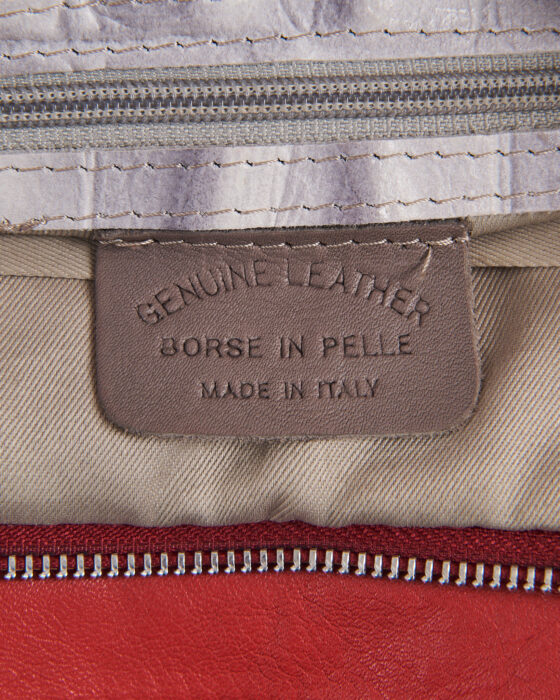 GENUINE LEATHER
BORSE IN PELLE
MADE IN ITALY